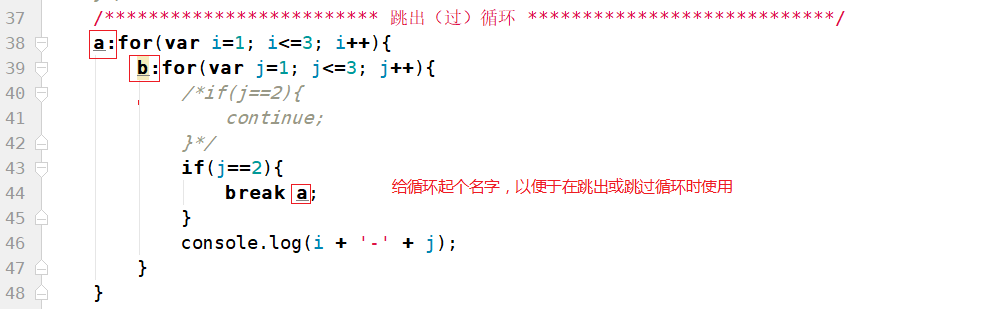 37 /************************* 跳出（过）循环 ****************************/
38 a:for(var i=1; i<=3; i++){
39 b:for(var j=1; j<=3; j++){
40 /*if(j==2){
41 continue;
42 }*/
43 if(j==2){
44 break a; 给循环起个名字，以便于在跳出或跳过循环时使用
45 }
46 console.log(i + '-' + j);
47 }
48 }